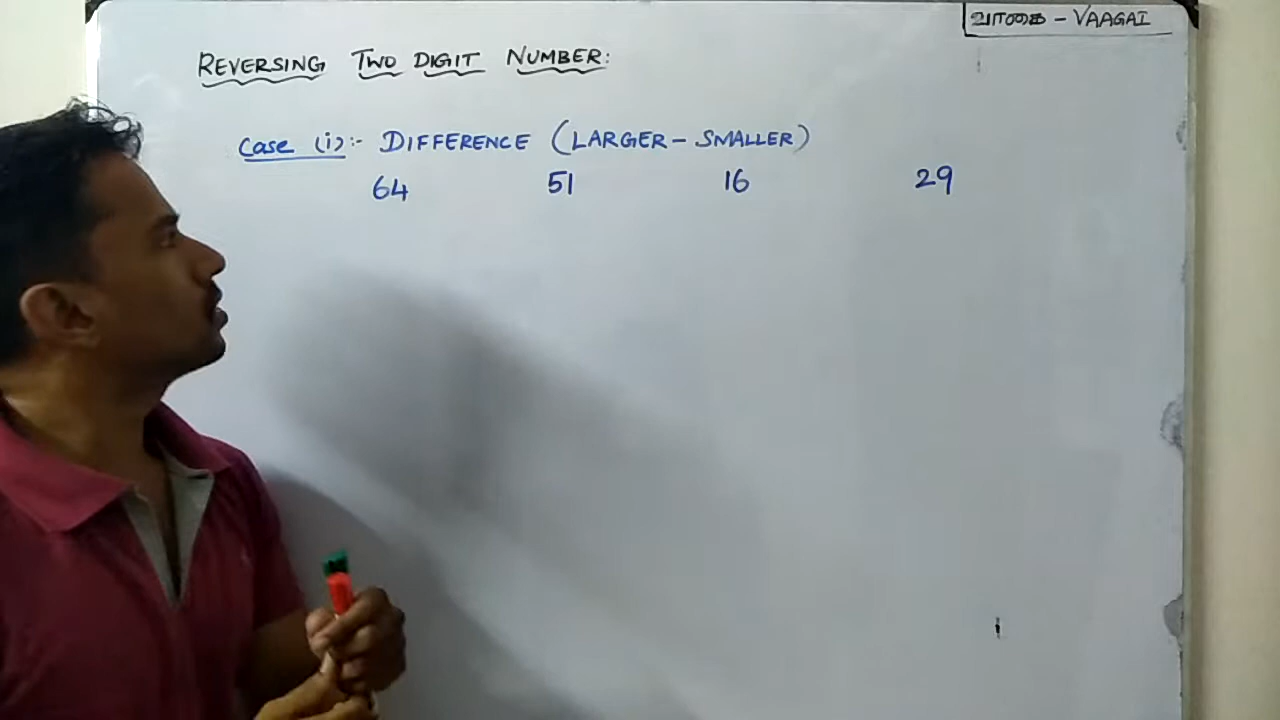 வாகை - VAAGAI
REVERSING TWO DIGIT NUMBER:
Case (i):- DIFFERENCE (LARGER - SMALLER)
64 51 16 29